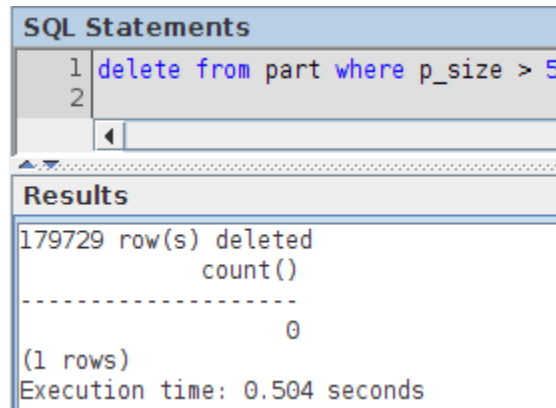 SQL Statements
1 delete from part where p_size > 5
2
Results
179729 row(s) deleted
count()
--------------------
0
(1 rows)
Execution time: 0.504 seconds